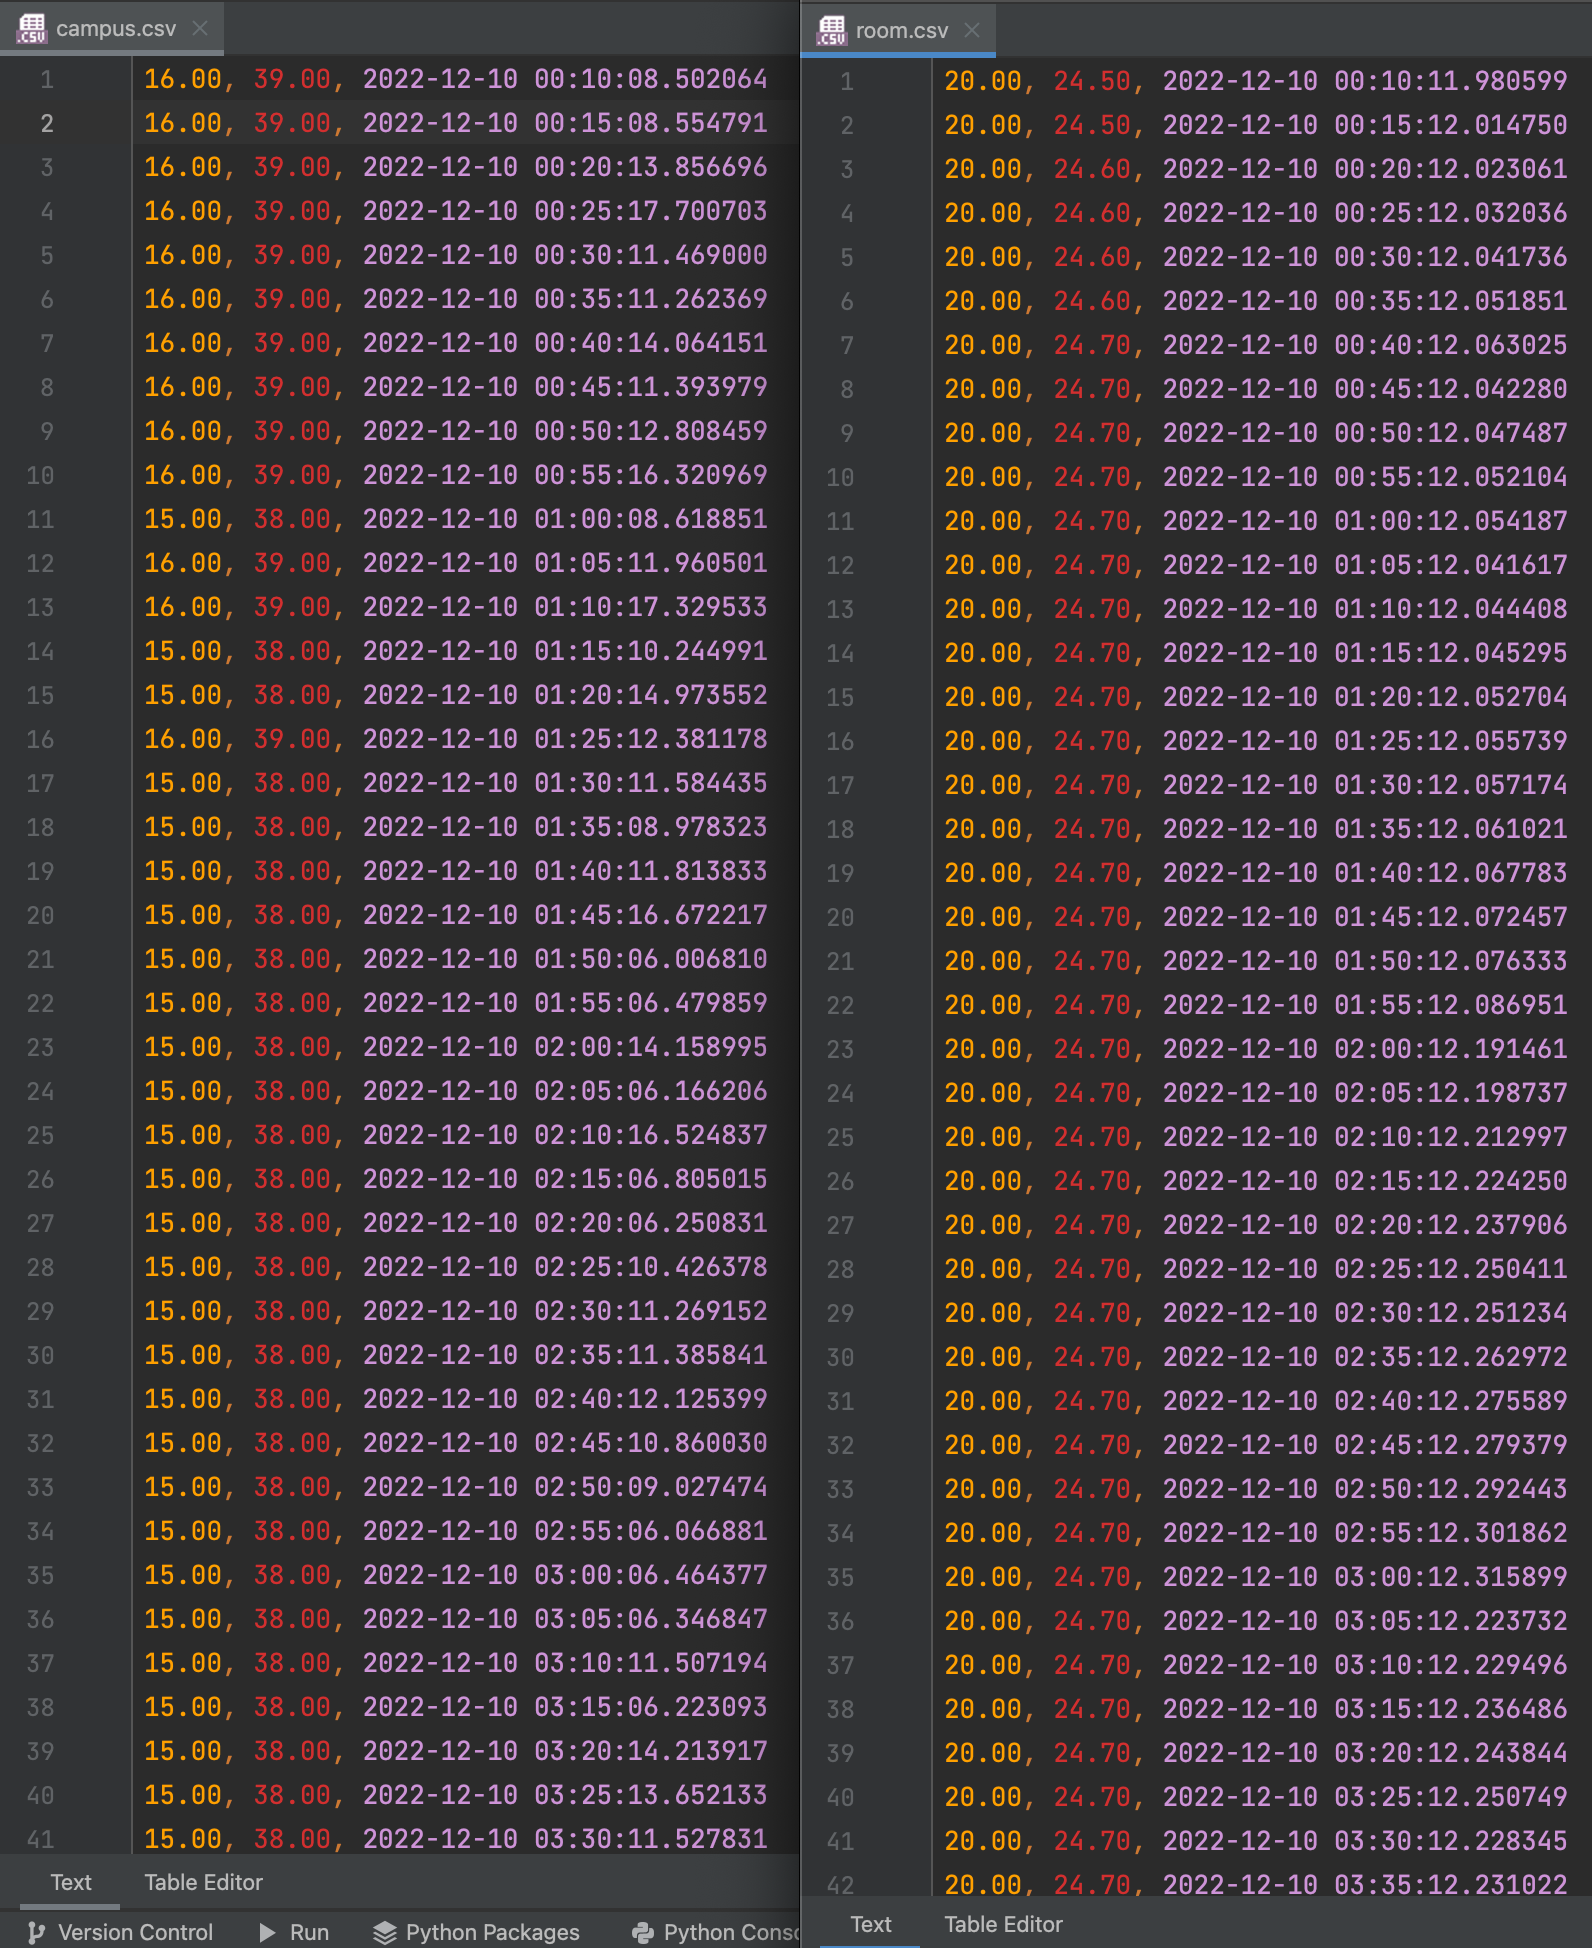 campus.csv
1 16.00, 39.00, 2022-12-10 00:10:08.502064
2 16.00, 39.00, 2022-12-10 00:15:08.554791
3 16.00, 39.00, 2022-12-10 00:20:13.856696
4 16.00, 39.00, 2022-12-10 00:25:17.700703
5 16.00, 39.00, 2022-12-10 00:30:11.469000
6 16.00, 39.00, 2022-12-10 00:35:11.262369
7 16.00, 39.00, 2022-12-10 00:40:14.064151
8 16.00, 39.00, 2022-12-10 00:45:11.393979
9 16.00, 39.00, 2022-12-10 00:50:12.808459
10 16.00, 39.00, 2022-12-10 00:55:16.320969
11 15.00, 38.00, 2022-12-10 01:00:08.618851
12 16.00, 39.00, 2022-12-10 01:05:11.960501
13 16.00, 39.00, 2022-12-10 01:10:17.329533
14 15.00, 38.00, 2022-12-10 01:15:10.244991
15 15.00, 38.00, 2022-12-10 01:20:14.973552
16 16.00, 39.00, 2022-12-10 01:25:12.381178
17 15.00, 38.00, 2022-12-10 01:30:11.584435
18 15.00, 38.00, 2022-12-10 01:35:08.978323
19 15.00, 38.00, 2022-12-10 01:40:11.813833
20 15.00, 38.00, 2022-12-10 01:45:16.672217
21 15.00, 38.00, 2022-12-10 01:50:06.006810
22 15.00, 38.00, 2022-12-10 01:55:06.479859
23 15.00, 38.00, 2022-12-10 02:00:14.158995
24 15.00, 38.00, 2022-12-10 02:05:06.166206
25 15.00, 38.00, 2022-12-10 02:10:16.524837
26 15.00, 38.00, 2022-12-10 02:15:06.805015
27 15.00, 38.00, 2022-12-10 02:20:06.250831
28 15.00, 38.00, 2022-12-10 02:25:10.426378
29 15.00, 38.00, 2022-12-10 02:30:11.269152
30 15.00, 38.00, 2022-12-10 02:35:11.385841
31 15.00, 38.00, 2022-12-10 02:40:12.125399
32 15.00, 38.00, 2022-12-10 02:45:10.860030
33 15.00, 38.00, 2022-12-10 02:50:09.027474
34 15.00, 38.00, 2022-12-10 02:55:06.066881
35 15.00, 38.00, 2022-12-10 03:00:06.464377
36 15.00, 38.00, 2022-12-10 03:05:06.346847
37 15.00, 38.00, 2022-12-10 03:10:11.507194
38 15.00, 38.00, 2022-12-10 03:15:06.223093
39 15.00, 38.00, 2022-12-10 03:20:14.213917
40 15.00, 38.00, 2022-12-10 03:25:13.652133
41 15.00, 38.00, 2022-12-10 03:30:11.527831
Text Table Editor
Version Control Run Python Packages Python Conso
room.csv
1 20.00, 24.50, 2022-12-10 00:10:11.980599
2 20.00, 24.50, 2022-12-10 00:15:12.014750
3 20.00, 24.60, 2022-12-10 00:20:12.023061
4 20.00, 24.60, 2022-12-10 00:25:12.032036
5 20.00, 24.60, 2022-12-10 00:30:12.041736
6 20.00, 24.60, 2022-12-10 00:35:12.051851
7 20.00, 24.70, 2022-12-10 00:40:12.063025
8 20.00, 24.70, 2022-12-10 00:45:12.042280
9 20.00, 24.70, 2022-12-10 00:50:12.047487
10 20.00, 24.70, 2022-12-10 00:55:12.052104
11 20.00, 24.70, 2022-12-10 01:00:12.054187
12 20.00, 24.70, 2022-12-10 01:05:12.041617
13 20.00, 24.70, 2022-12-10 01:10:12.044408
14 20.00, 24.70, 2022-12-10 01:15:12.045295
15 20.00, 24.70, 2022-12-10 01:20:12.052704
16 20.00, 24.70, 2022-12-10 01:25:12.055739
17 20.00, 24.70, 2022-12-10 01:30:12.057174
18 20.00, 24.70, 2022-12-10 01:35:12.061021
19 20.00, 24.70, 2022-12-10 01:40:12.067783
20 20.00, 24.70, 2022-12-10 01:45:12.072457
21 20.00, 24.70, 2022-12-10 01:50:12.076333
22 20.00, 24.70, 2022-12-10 01:55:12.086951
23 20.00, 24.70, 2022-12-10 02:00:12.191461
24 20.00, 24.70, 2022-12-10 02:05:12.198737
25 20.00, 24.70, 2022-12-10 02:10:12.212997
26 20.00, 24.70, 2022-12-10 02:15:12.224250
27 20.00, 24.70, 2022-12-10 02:20:12.237906
28 20.00, 24.70, 2022-12-10 02:25:12.250411
29 20.00, 24.70, 2022-12-10 02:30:12.251234
30 20.00, 24.70, 2022-12-10 02:35:12.262972
31 20.00, 24.70, 2022-12-10 02:40:12.275589
32 20.00, 24.70, 2022-12-10 02:45:12.279379
33 20.00, 24.70, 2022-12-10 02:50:12.292443
34 20.00, 24.70, 2022-12-10 02:55:12.301862
35 20.00, 24.70, 2022-12-10 03:00:12.315899
36 20.00, 24.70, 2022-12-10 03:05:12.223732
37 20.00, 24.70, 2022-12-10 03:10:12.229496
38 20.00, 24.70, 2022-12-10 03:15:12.236486
39 20.00, 24.70, 2022-12-10 03:20:12.243844
40 20.00, 24.70, 2022-12-10 03:25:12.250749
41 20.00, 24.70, 2022-12-10 03:30:12.228345
42 20.00, 24.70, 2022-12-10 03:35:12.231022
Text Table Editor